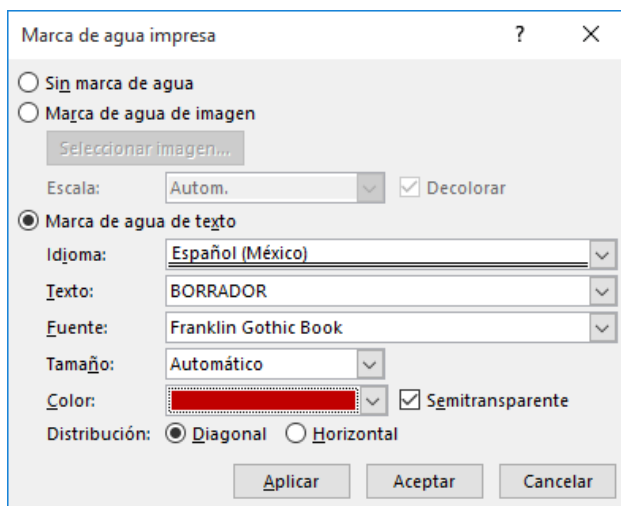 Marca de agua impresa ?
Sin marca de agua
Marca de agua de imagen
Seleccionar imagen...
Escala: Autom. Decolorar
Marca de agua de texto
Idioma: Español (México)
Texto: BORRADOR
Fuente: Franklin Gothic Book
Tamaño: Automático
Color: Semitransparente
Distribución: Diagonal Horizontal
Aplicar Aceptar Cancelar